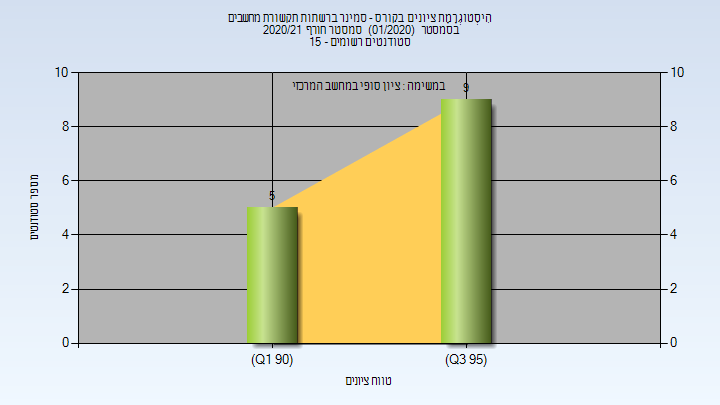 היסטוגרמת ציונים בקורס - סמינר ברשתות תקשורת מחשבים
בסמסטר (01/2020) סמסטר חורף 2020/21
סטודנטים רשומים - 15
במשימה : ציון סופי במחשב המרכזי
10
8
6
4
2
0
10
8
6
4
2
0
5
9
מספר סטודנטים
(Q1 90)
(Q3 95)
טווח ציונים